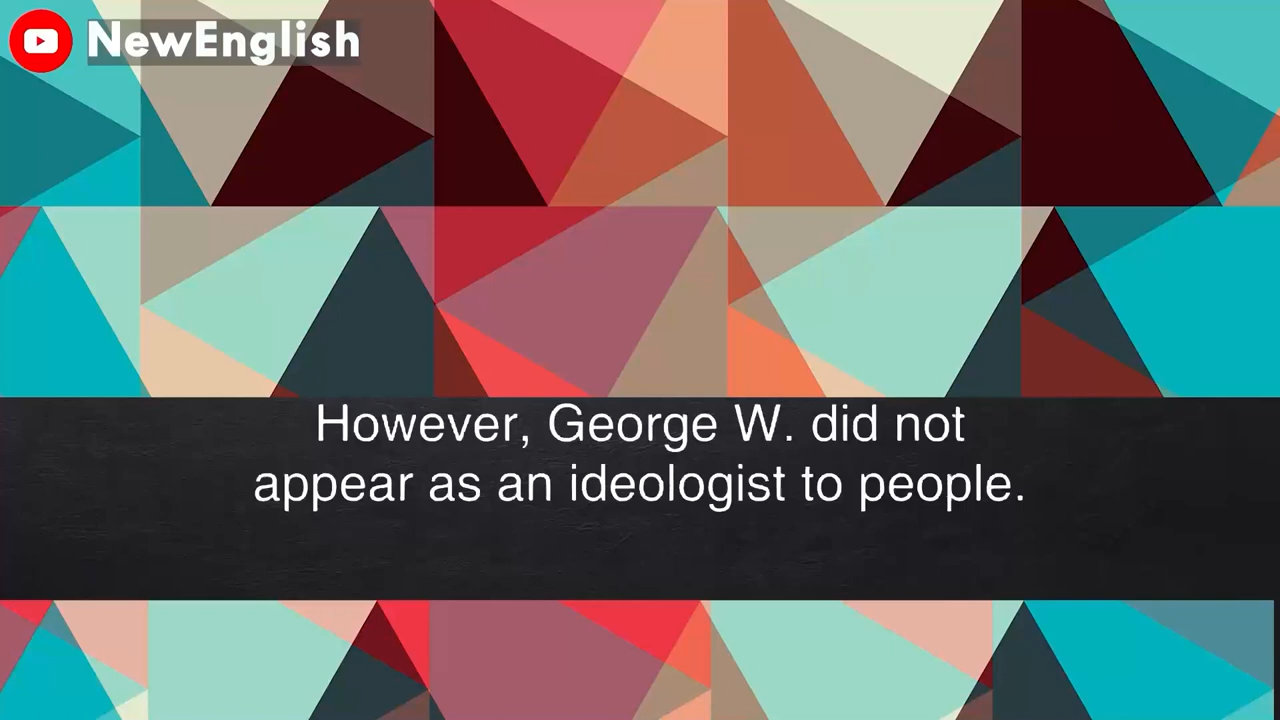 NewEnglish
However, George W. did not
appear as an ideologist to people.